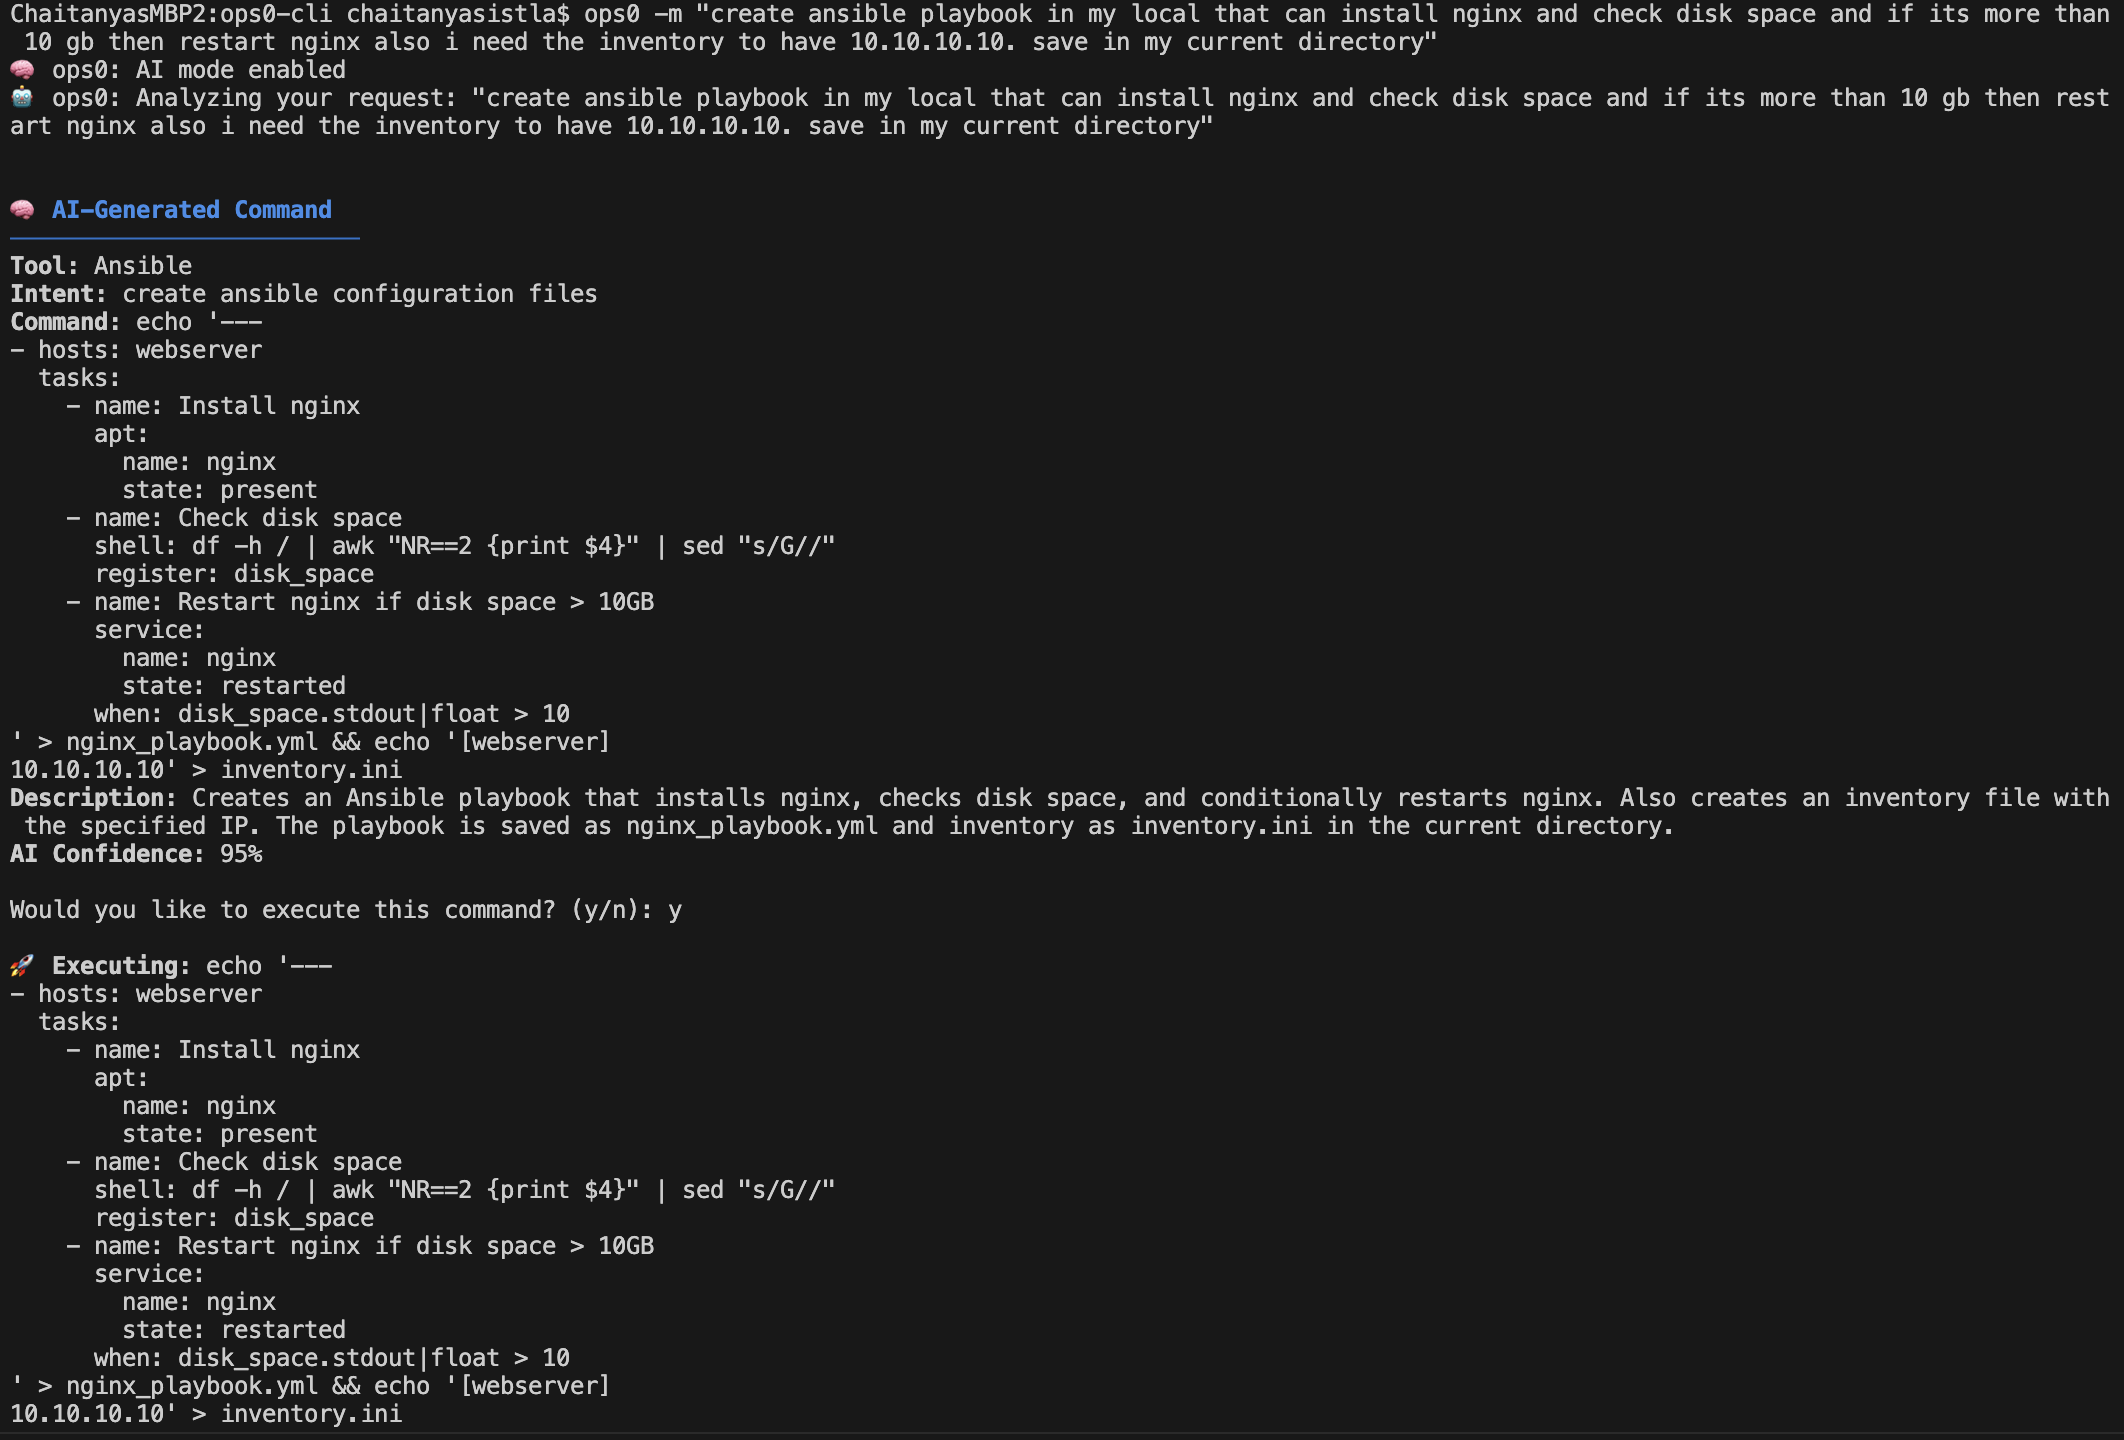 ChaitanyasMBP2:ops0-cli chaitanyasistla$ ops0 -m "create ansible playbook in my local that can install nginx and check disk space and if its more than
 10 gb then restart nginx also i need the inventory to have 10.10.10.10. save in my current directory"
🧠 ops0: AI mode enabled
🤖 ops0: Analyzing your request: "create ansible playbook in my local that can install nginx and check disk space and if its more than 10 gb then rest
art nginx also i need the inventory to have 10.10.10.10. save in my current directory"
🧠 AI-Generated Command
Tool: Ansible
Intent: create ansible configuration files
Command: echo '---
- hosts: webserver
  tasks:
    - name: Install nginx
      apt:
        name: nginx
        state: present
    - name: Check disk space
      shell: df -h / | awk "NR==2 {print $4}" | sed "s/G//"
      register: disk_space
    - name: Restart nginx if disk space > 10GB
      service:
        name: nginx
        state: restarted
      when: disk_space.stdout|float > 10
' > nginx_playbook.yml && echo '[webserver]
10.10.10.10' > inventory.ini
Description: Creates an Ansible playbook that installs nginx, checks disk space, and conditionally restarts nginx. Also creates an inventory file with
 the specified IP. The playbook is saved as nginx_playbook.yml and inventory as inventory.ini in the current directory.
AI Confidence: 95%
Would you like to execute this command? (y/n): y
🚀 Executing: echo '---
- hosts: webserver
  tasks:
    - name: Install nginx
      apt:
        name: nginx
        state: present
    - name: Check disk space
      shell: df -h / | awk "NR==2 {print $4}" | sed "s/G//"
      register: disk_space
    - name: Restart nginx if disk space > 10GB
      service:
        name: nginx
        state: restarted
      when: disk_space.stdout|float > 10
' > nginx_playbook.yml && echo '[webserver]
10.10.10.10' > inventory.ini